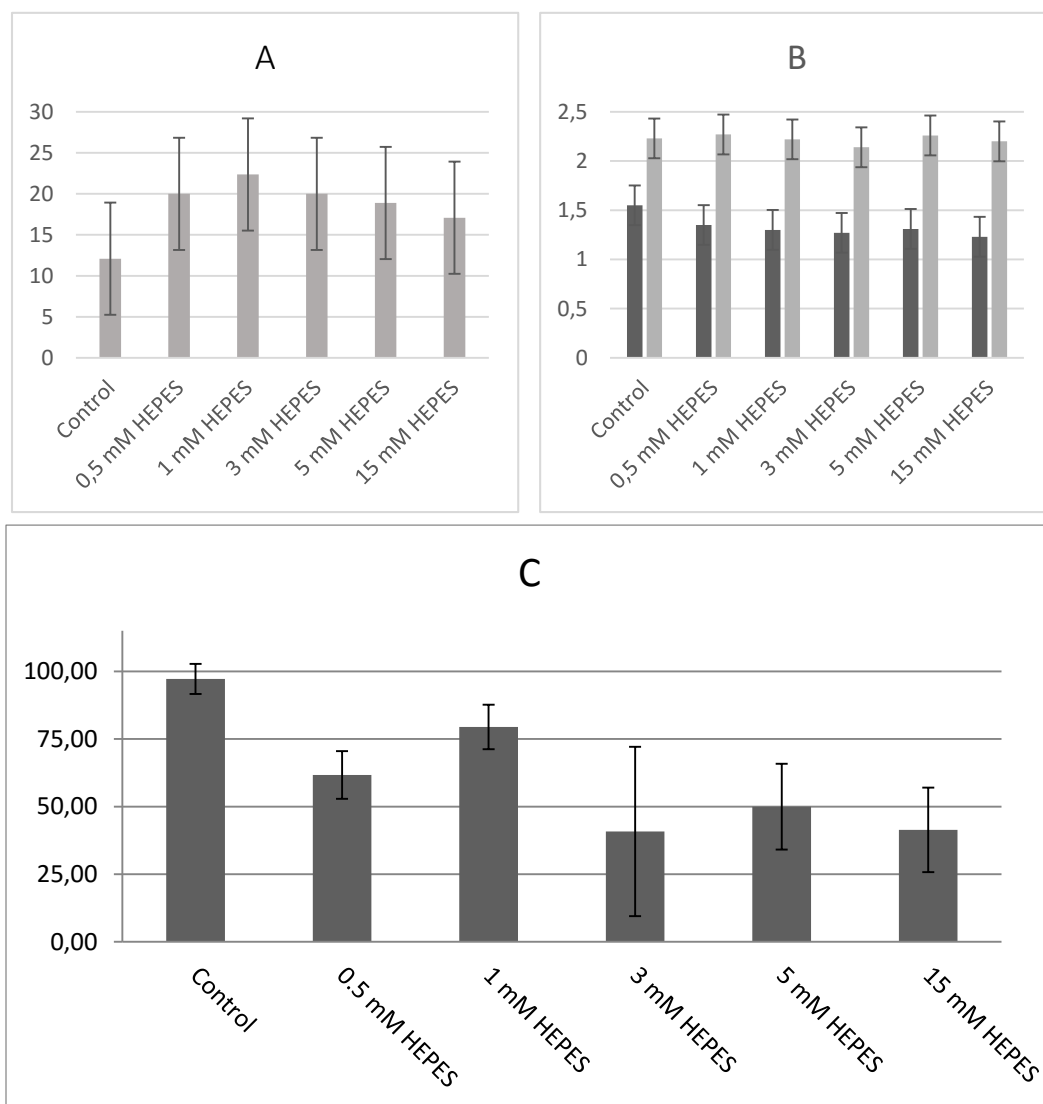 A
30
25
20
15
10
5
0
Control
0,5 mM HEPES
1 mM HEPES
3 mM HEPES
5 mM HEPES
15 mM HEPES
B
2,5
2
1,5
1
0,5
0
Control
0,5 mM HEPES
1 mM HEPES
3 mM HEPES
5 mM HEPES
15 mM HEPES
C
100,00
75,00
50,00
25,00
0,00
Control
0.5 mM HEPES
1 mM HEPES
3 mM HEPES
5 mM HEPES
15 mM HEPES